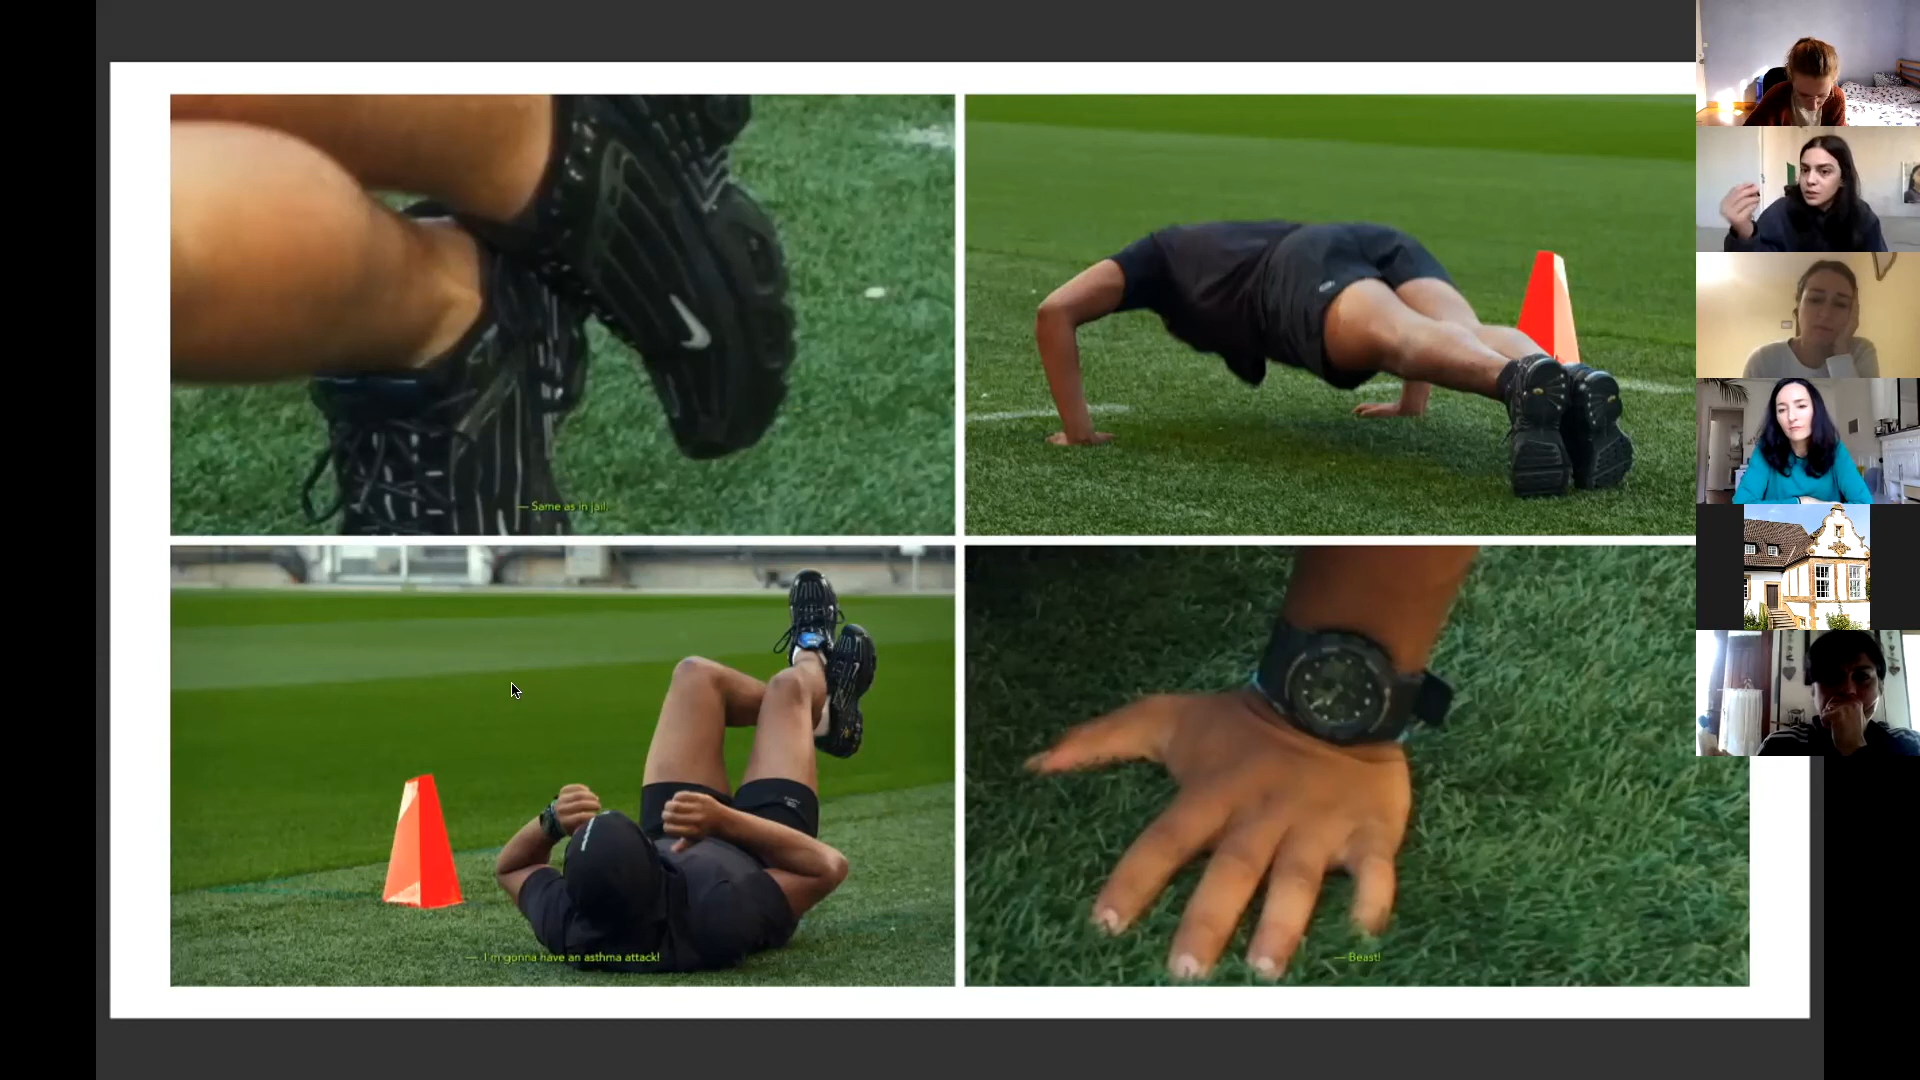 — Same as in jail.
— I'm gonna have an asthma attack!
— Beast!